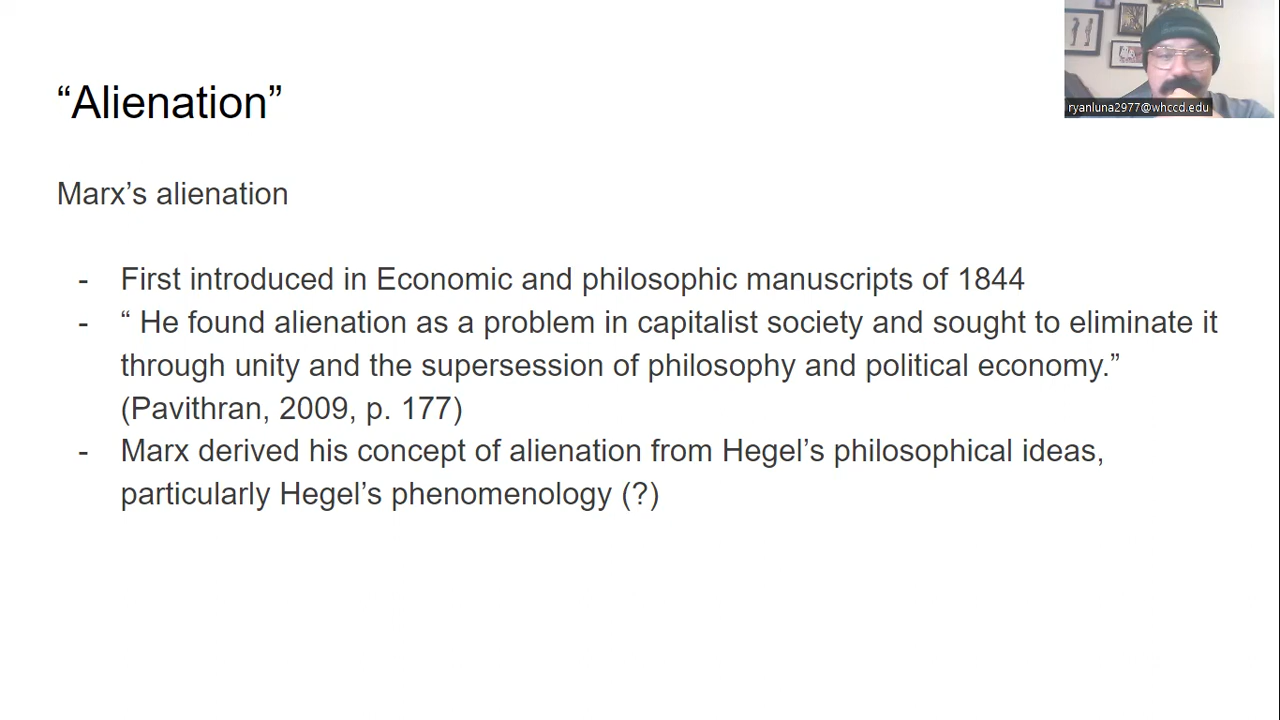 “Alienation”
ryanluna2977@whccd.edu
Marx’s alienation
- First introduced in Economic and philosophic manuscripts of 1844
- “ He found alienation as a problem in capitalist society and sought to eliminate it
through unity and the supersession of philosophy and political economy.”
(Pavithran, 2009, p. 177)
- Marx derived his concept of alienation from Hegel’s philosophical ideas,
particularly Hegel’s phenomenology (?)